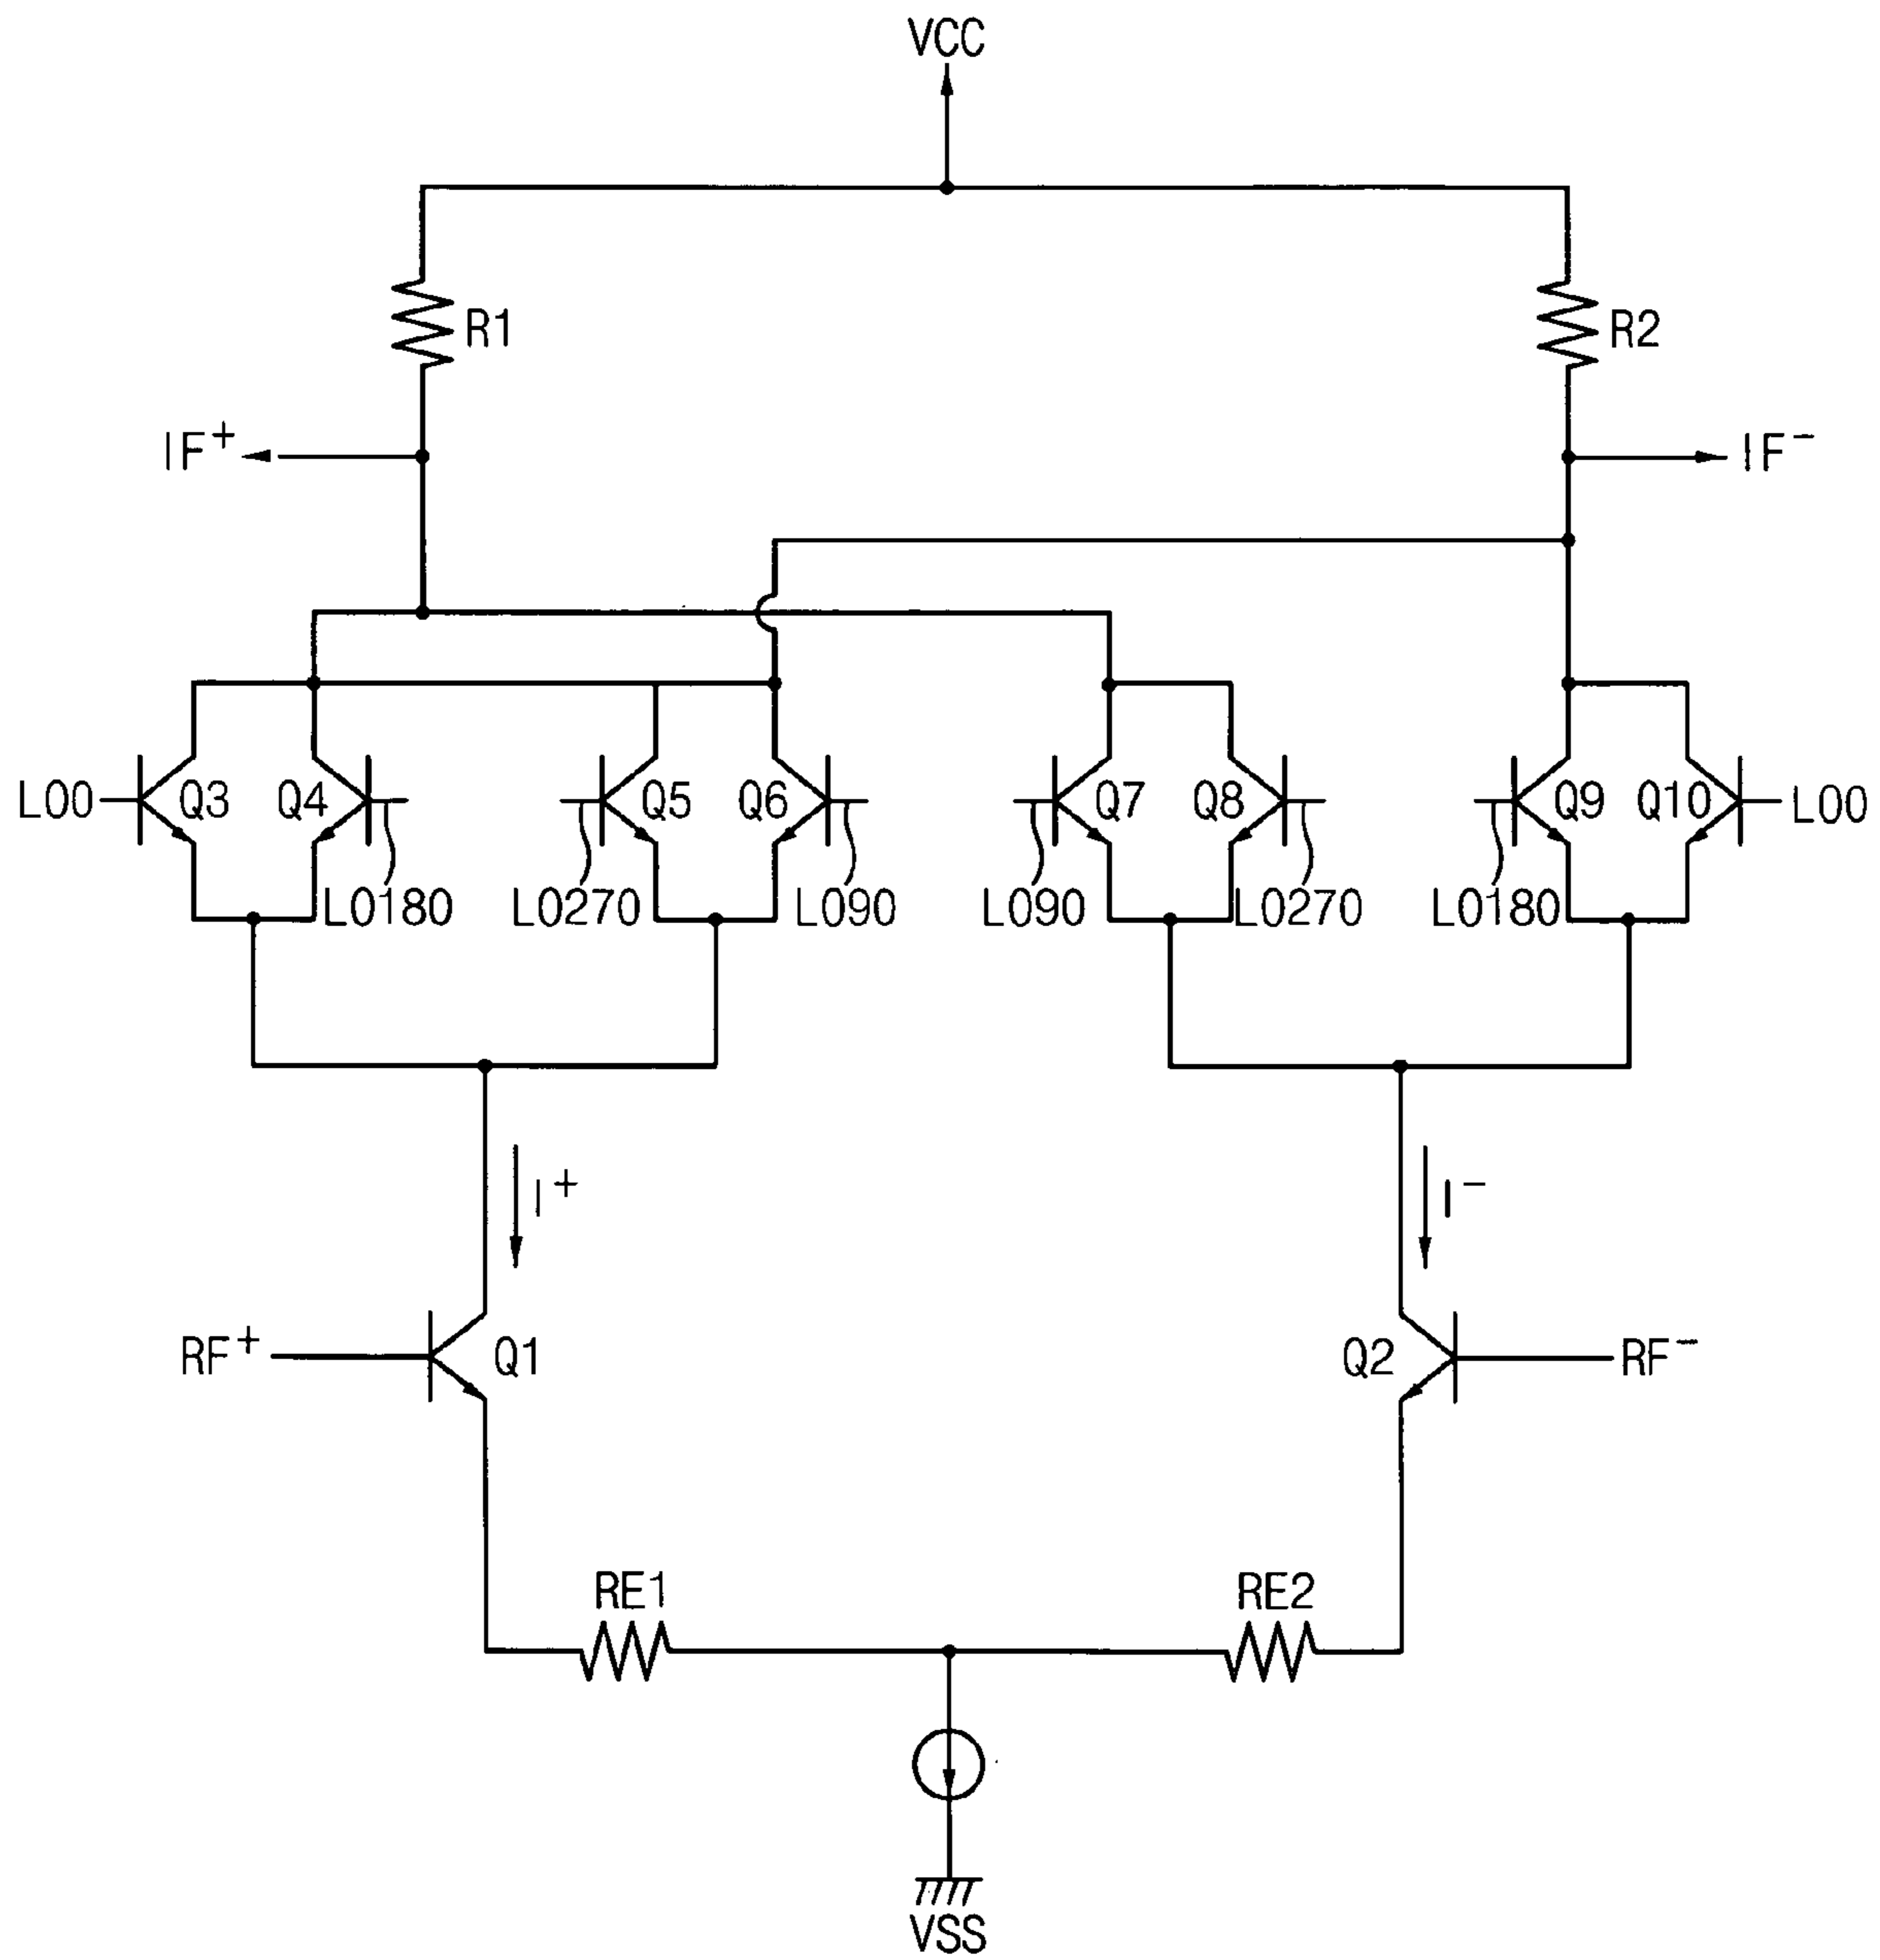 VCC
R1
R2
IF+
IF-
LO0
Q3
Q4
Q5
Q6
Q7
Q8
Q9
Q10
LO0
LO180
LO270
LO90
LO90
LO270
LO180
I+
I-
RF+
Q1
Q2
RF-
RE1
RE2
VSS